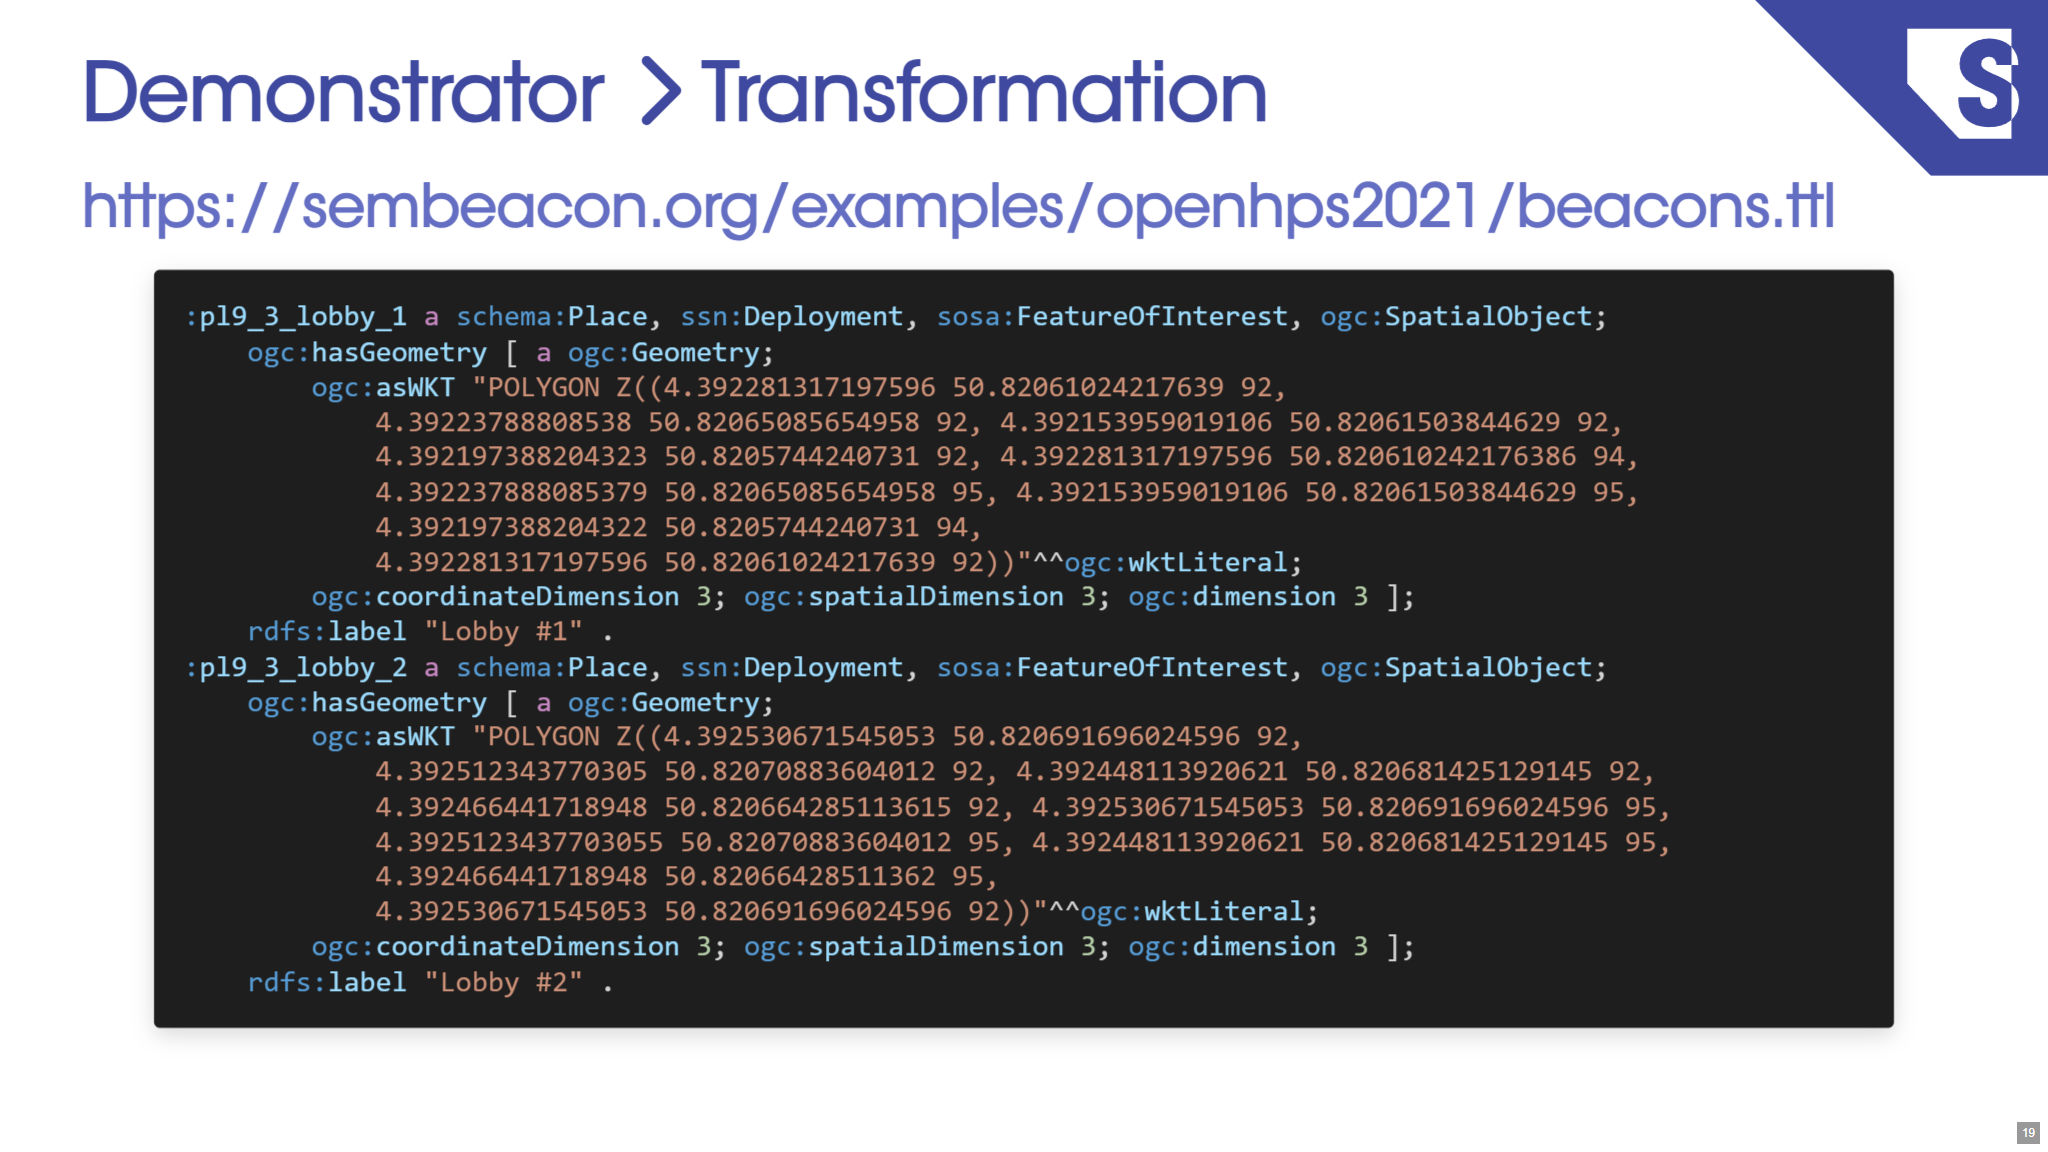 Demonstrator > Transformation
S
https://sembeacon.org/examples/openhps2021/beacons.ttl
:pl9_3_lobby_1 a schema:Place, ssn:Deployment, sosa:FeatureOfInterest, ogc:SpatialObject;
ogc:hasGeometry [ a ogc:Geometry;
ogc:asWKT "POLYGON Z((4.392281317197596 50.82061024217639 92,
4.39223788808538 50.82065085654958 92, 4.392153959019106 50.82061503844629 92,
4.392197388204323 50.8205744240731 92, 4.392281317197596 50.820610242176386 94,
4.392237888085379 50.82065085654958 95, 4.392153959019106 50.82061503844629 95,
4.392197388204322 50.8205744240731 94,
4.392281317197596 50.82061024217639 92))"^^ogc:wktLiteral;
ogc:coordinateDimension 3; ogc:spatialDimension 3; ogc:dimension 3 ];
rdfs:label "Lobby #1" .
:pl9_3_lobby_2 a schema:Place, ssn:Deployment, sosa:FeatureOfInterest, ogc:SpatialObject;
ogc:hasGeometry [ a ogc:Geometry;
ogc:asWKT "POLYGON Z((4.392530671545053 50.820691696024596 92,
4.392512343770305 50.82070883604012 92, 4.392448113920621 50.820681425129145 92,
4.392466441718948 50.820664285113615 92, 4.392530671545053 50.820691696024596 95,
4.3925123437703055 50.82070883604012 95, 4.392448113920621 50.820681425129145 95,
4.392466441718948 50.82066428511362 95,
4.392530671545053 50.820691696024596 92))"^^ogc:wktLiteral;
ogc:coordinateDimension 3; ogc:spatialDimension 3; ogc:dimension 3 ];
rdfs:label "Lobby #2" .
19